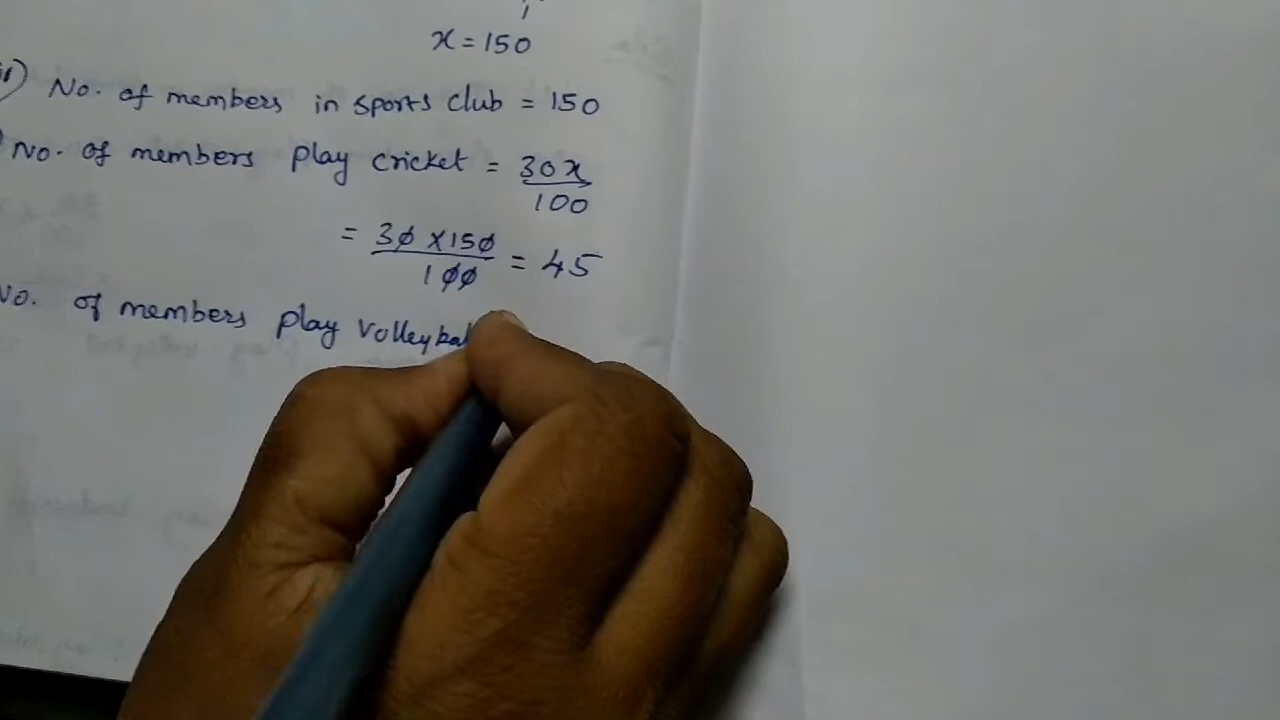 x = 150
No. of members in sports club = 150
No. of members play cricket = 30x/100
= 30 x 150/100 = 45
No. of members play volleybal